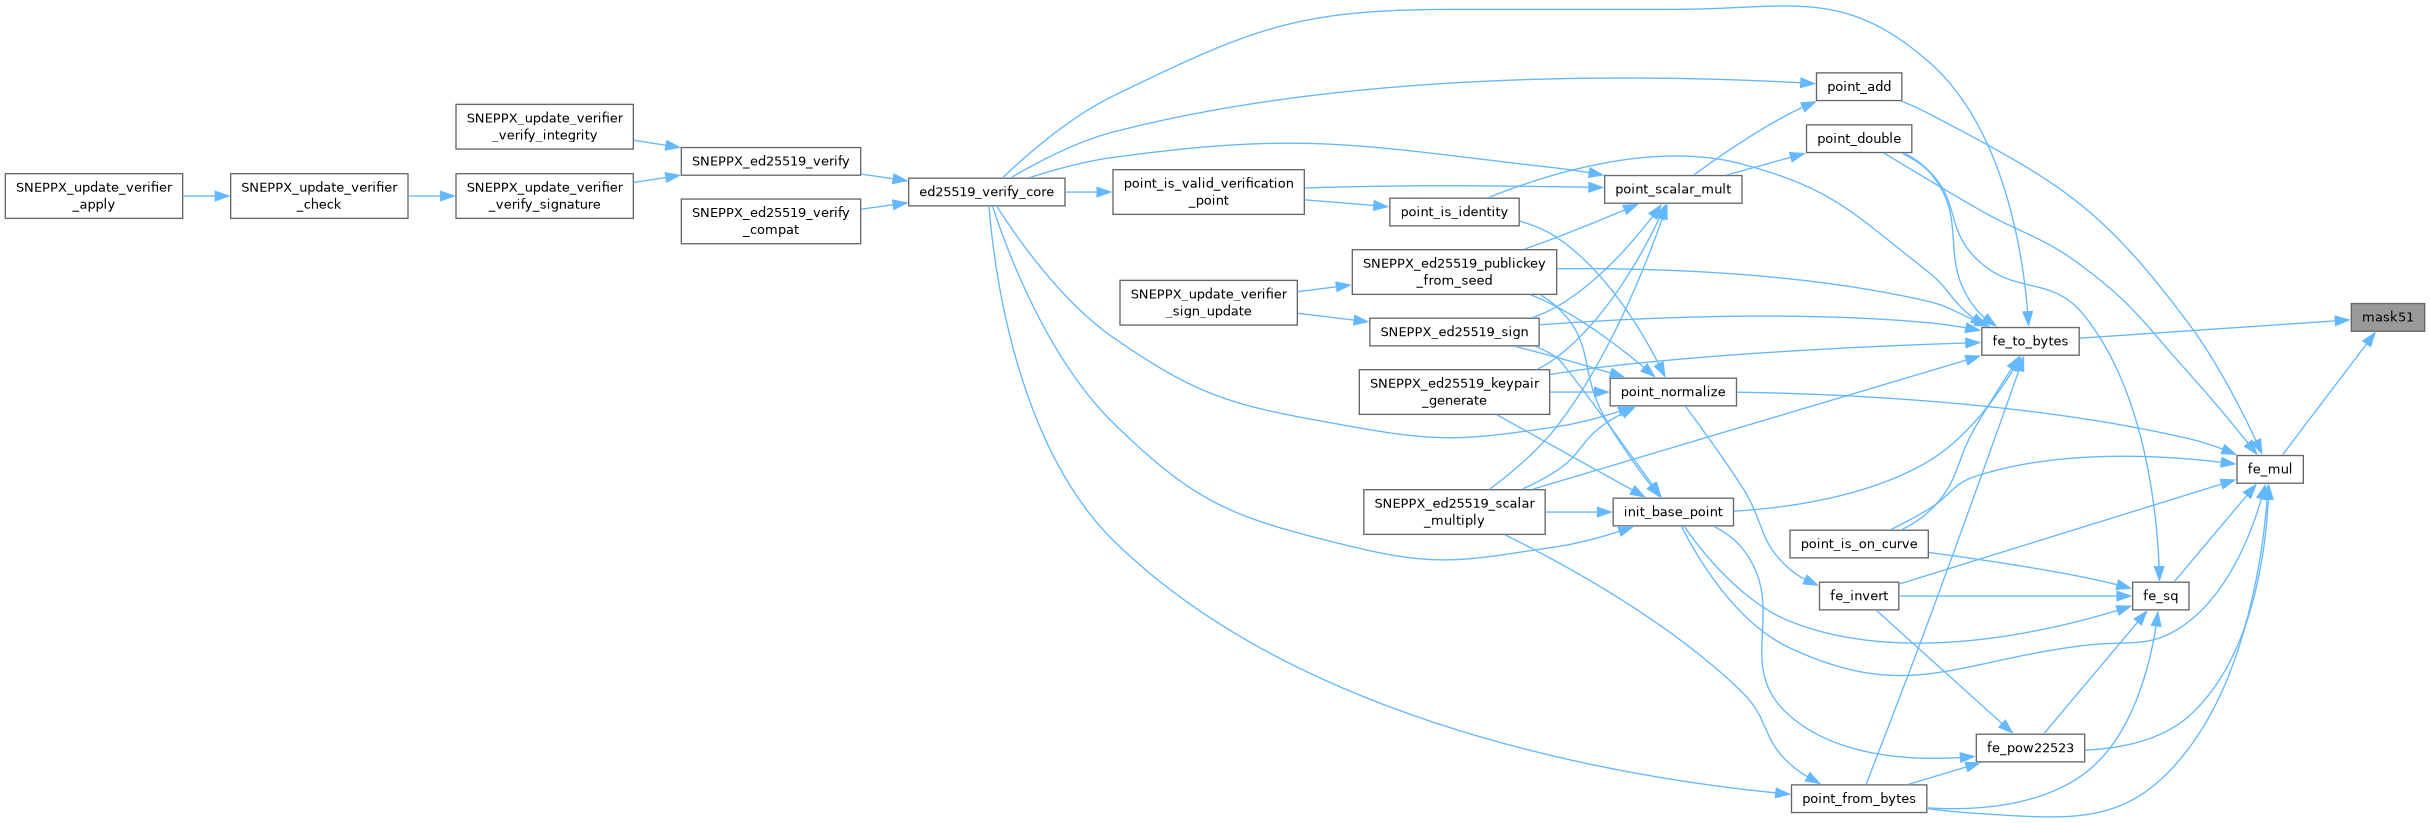 SNEPPX_update_verifier
_apply
SNEPPX_update_verifier
_check
SNEPPX_update_verifier
_verify_integrity
SNEPPX_update_verifier
_verify_signature
SNEPPX_ed25519_verify
SNEPPX_ed25519_verify
_compat
ed25519_verify_core
point_is_valid_verification
_point
SNEPPX_update_verifier
_sign_update
point_is_identity
SNEPPX_ed25519_publickey
_from_seed
SNEPPX_ed25519_sign
SNEPPX_ed25519_keypair
_generate
SNEPPX_ed25519_scalar
_multiply
point_scalar_mult
point_normalize
init_base_point
point_add
point_double
point_is_on_curve
fe_invert
point_from_bytes
fe_to_bytes
fe_pow22523
fe_sq
fe_mul
mask51